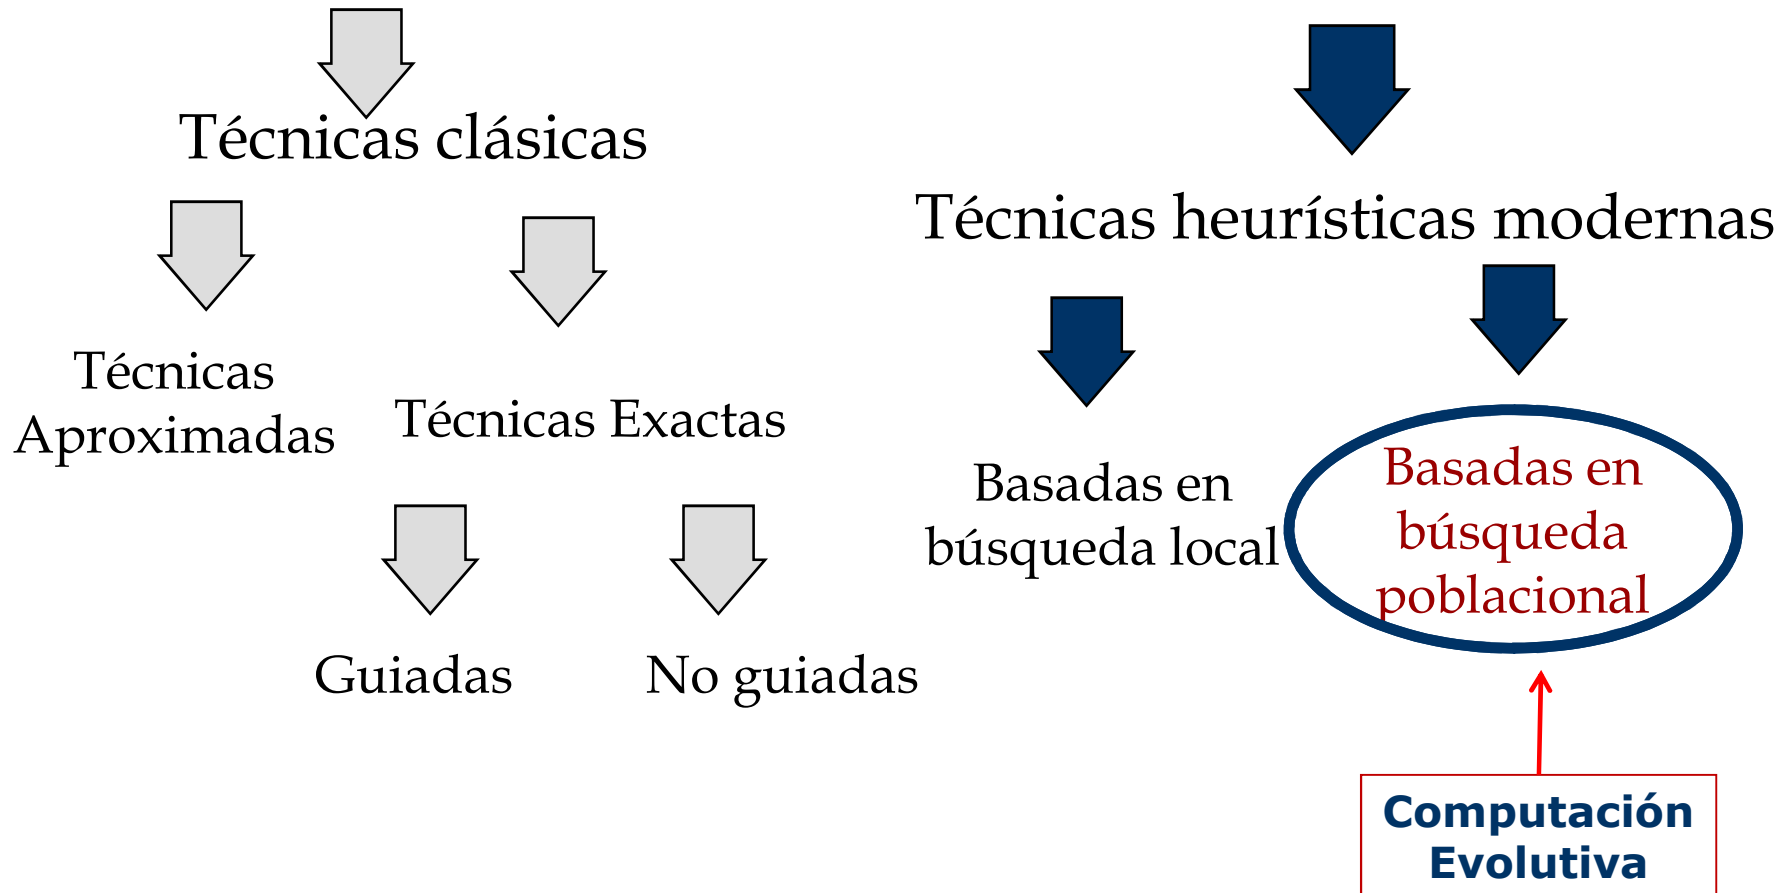 Técnicas clásicas
Técnicas
Aproximadas
Técnicas Exactas
Guiadas
No guiadas
Técnicas heurísticas modernas
Basadas en
búsqueda local
Basadas en
búsqueda
poblacional
Computación
Evolutiva